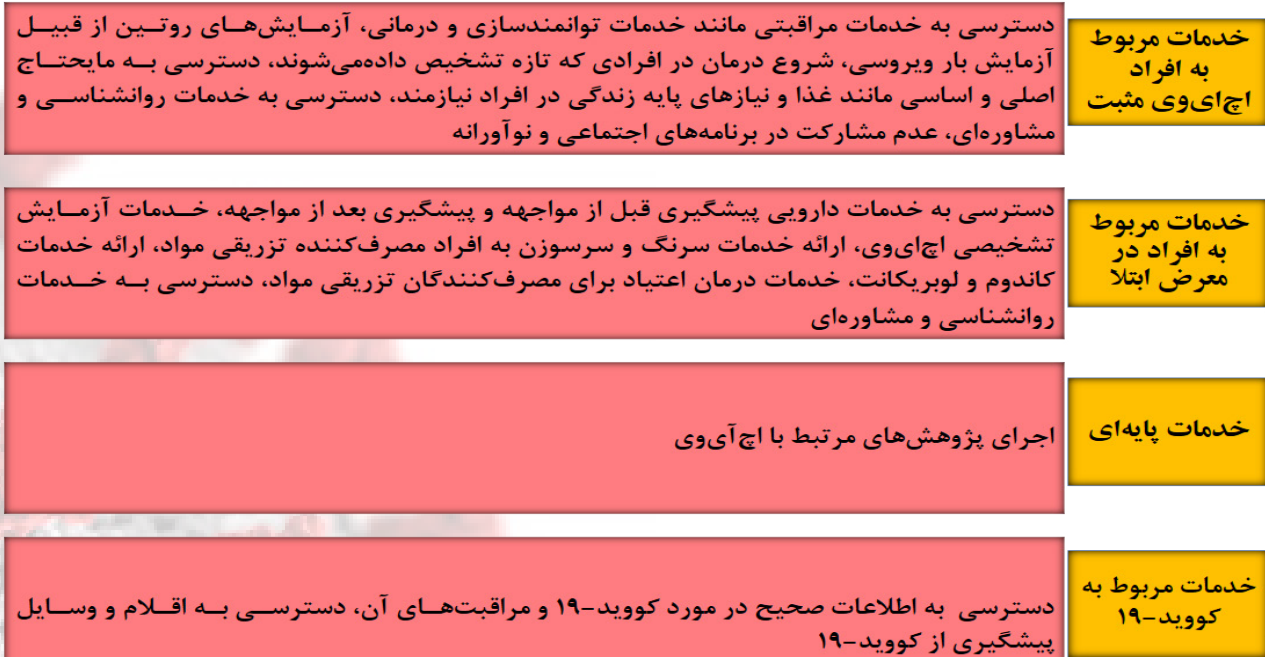 خدمات مربوط
به افراد
اچ‌ای‌وی مثبت
دسترسی به خدمات مراقبتی مانند خدمات توانمندسازی و درمانی، آزمایش‌های روتین از قبیل
آزمایش بار ویروسی، شروع درمان در افرادی که تازه تشخیص داده‌می‌شوند، دسترسی به مایحتاج
اصلی و اساسی مانند غذا و نیازهای پایه زندگی در افراد نیازمند، دسترسی به خدمات روانشناسی و
مشاوره‌ای، عدم مشارکت در برنامه‌های اجتماعی و نوآورانه
خدمات مربوط
به افراد در
معرض ابتلا
دسترسی به خدمات دارویی پیشگیری قبل از مواجهه و پیشگیری بعد از مواجهه، خدمات آزمایش
تشخیصی اچ‌ای‌وی، ارائه خدمات سرنگ و سرسوزن به افراد مصرف‌کننده تزریقی مواد، ارائه خدمات
کاندوم و لوبریکانت، خدمات درمان اعتیاد برای مصرف‌کنندگان تزریقی مواد، دسترسی به خدمات
روانشناسی و مشاوره‌ای
خدمات پایه‌ای
اجرای پژوهش‌های مرتبط با اچ‌آی‌وی
خدمات مربوط به
کووید-۱۹
دسترسی به اطلاعات صحیح در مورد کووید-۱۹ و مراقبت‌های آن، دسترسی به اقلام و وسایل
پیشگیری از کووید-۱۹